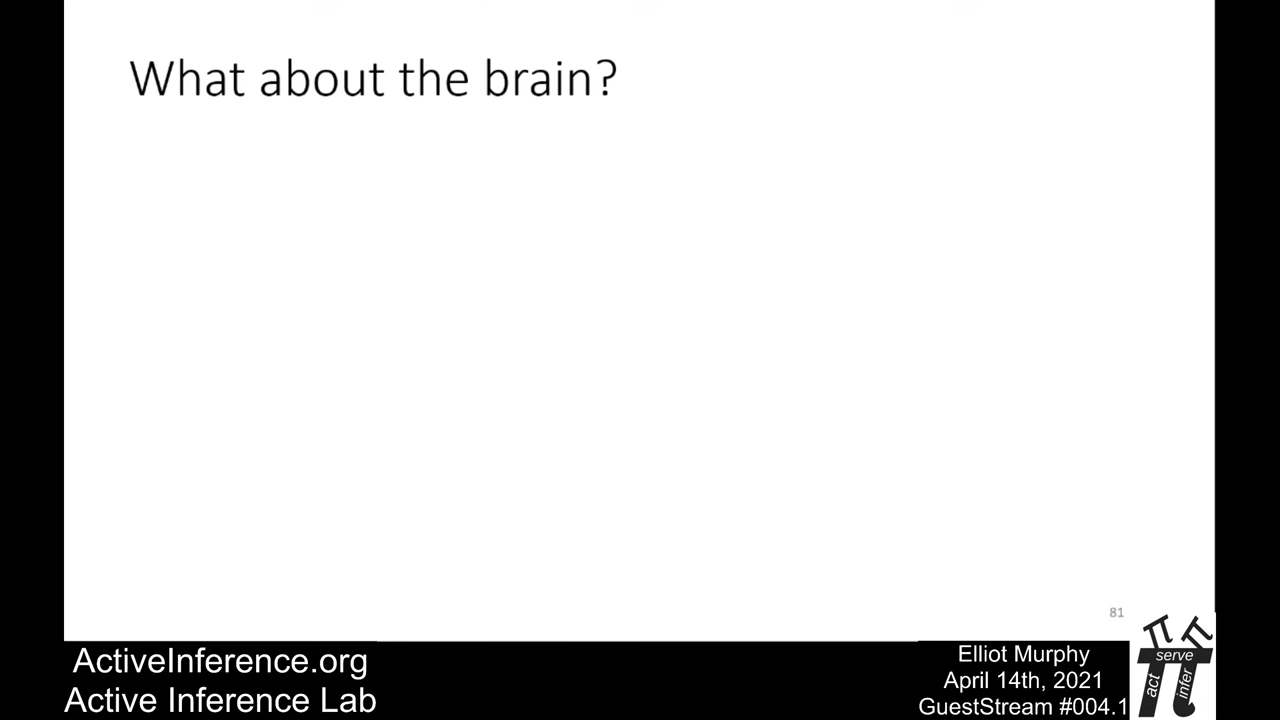 What about the brain?
81
ActiveInference.org
Active Inference Lab
Elliot Murphy
April 14th, 2021
GuestStream #004.1
π π
serve
π
act
infer